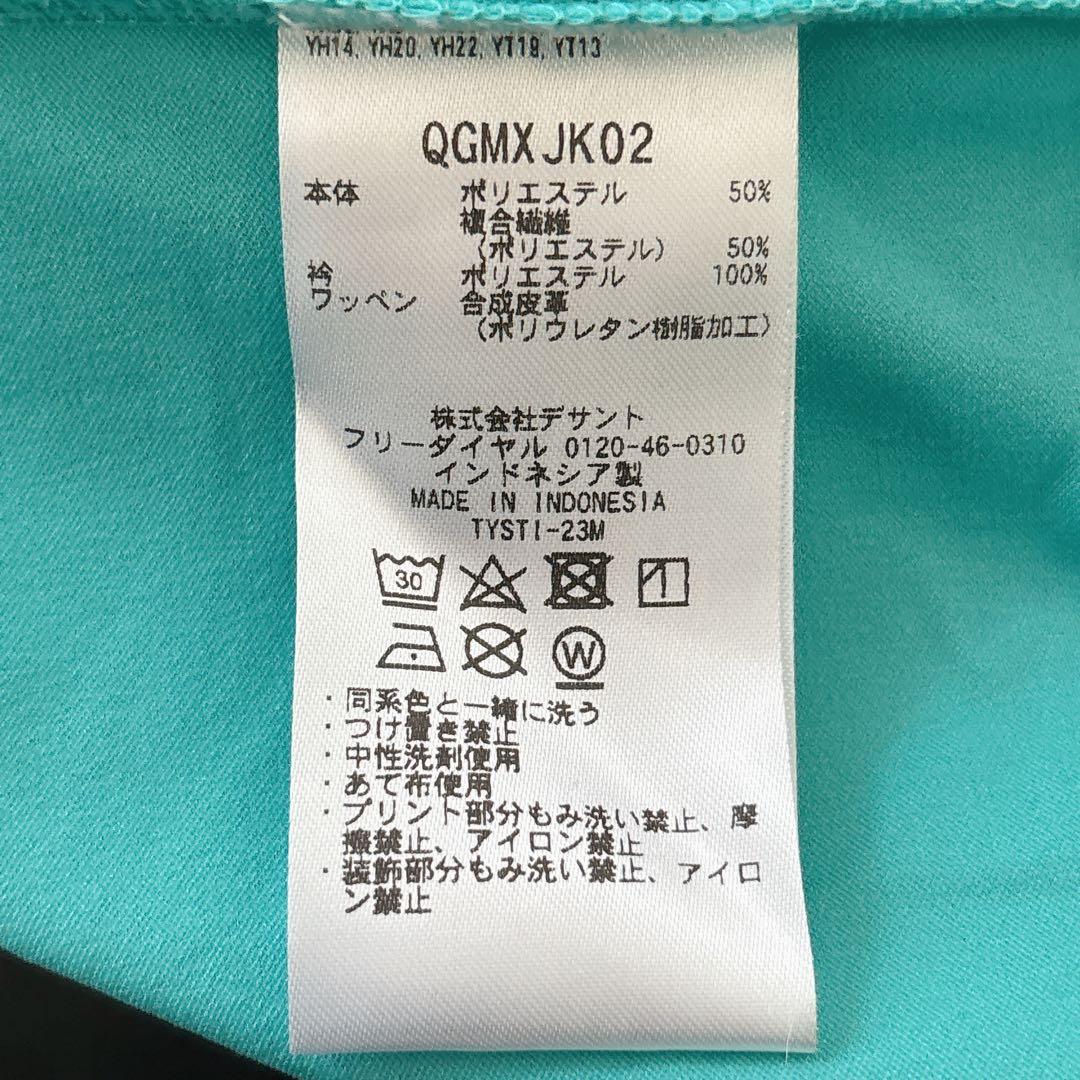 YH14, YH20, YH22, YT19, YT13
QGMXJK02
本体 ポリエステル 50%
複合繊維
(ポリエステル) 50%
衿 ポリエステル 100%
ワッペン 合成皮革
(ポリウレタン樹脂加工)
株式会社デサント
フリーダイヤル 0120-46-0310
インドネシア製
MADE IN INDONESIA
TYSTI-23M
30
W
・同系色と一緒に洗う
・つけ置き禁止
・中性洗剤使用
・あて布使用
・プリント部分もみ洗い禁止、摩
擦禁止、アイロン禁止
・装飾部分もみ洗い禁止、アイロ
ン禁止